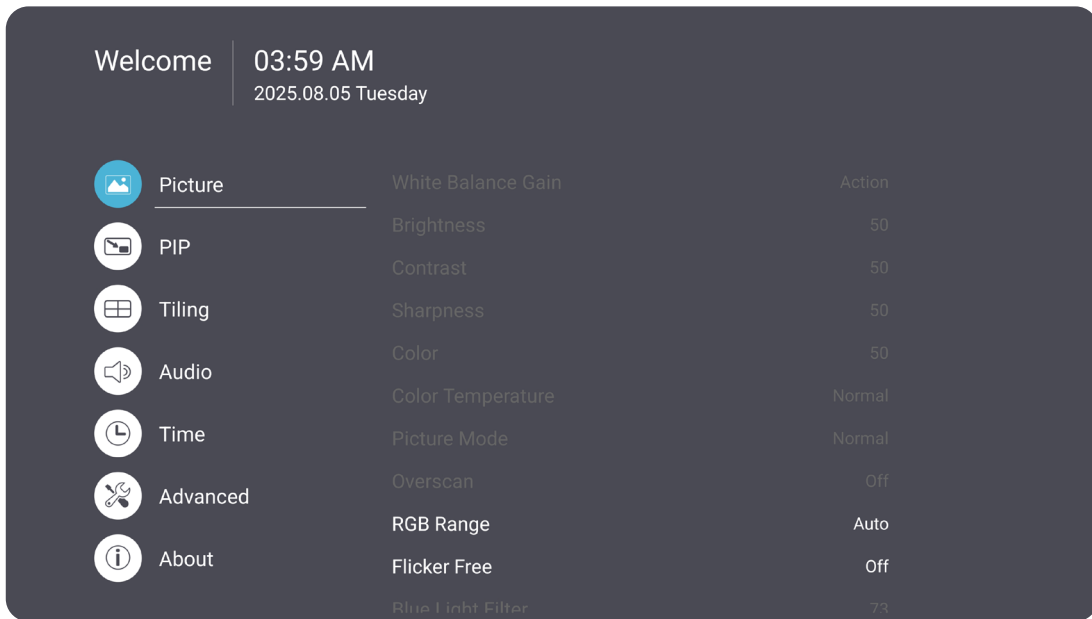 Welcome
03:59 AM
2025.08.05 Tuesday
Picture
PIP
Tiling
Audio
Time
Advanced
About
White Balance Gain Action
Brightness 50
Contrast 50
Sharpness 50
Color 50
Color Temperature Normal
Picture Mode Normal
Overscan Off
RGB Range Auto
Flicker Free Off
Blue Light Filter 73